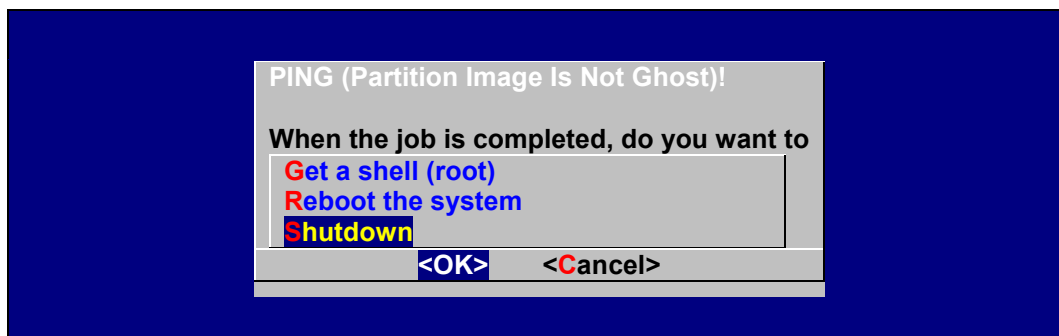 PING (Partition Image Is Not Ghost)!
When the job is completed, do you want to
Get a shell (root)
Reboot the system
Shutdown
<OK> <Cancel>